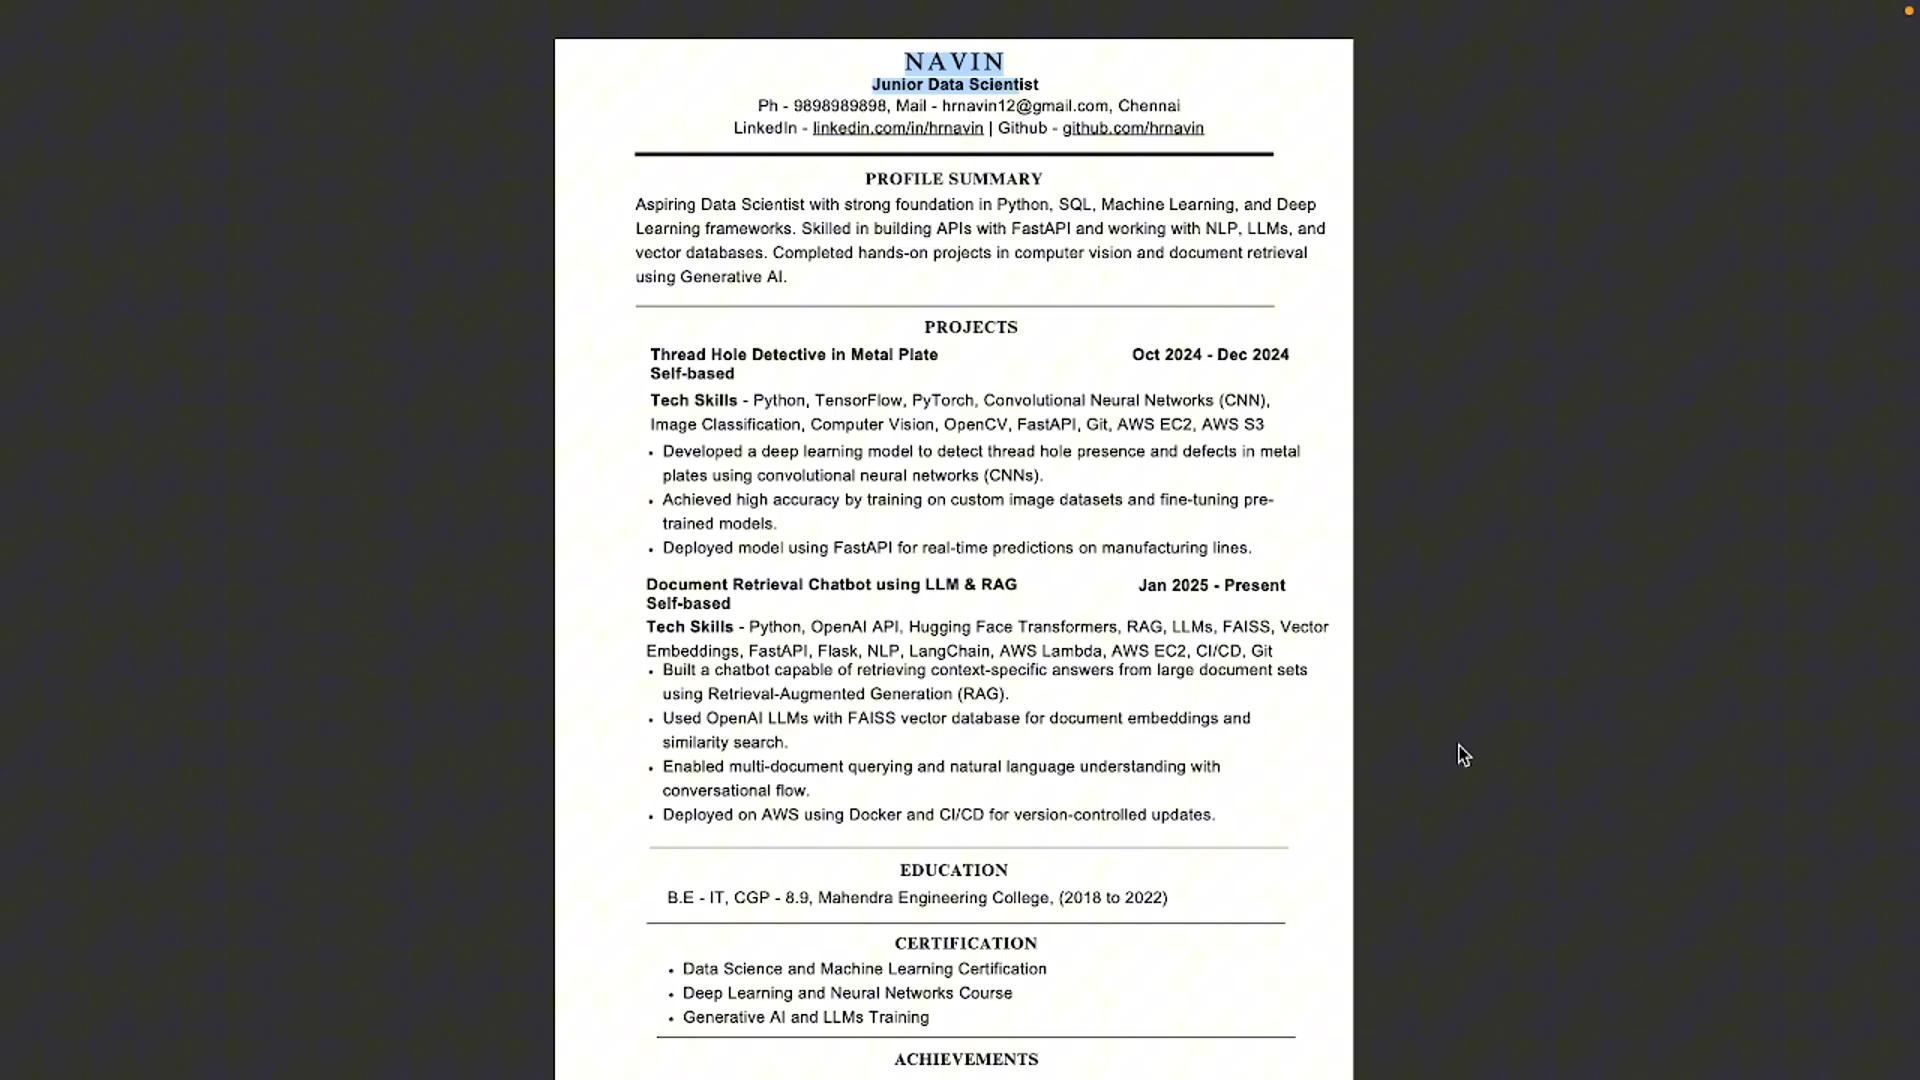 NAVIN
Junior Data Scientist
Ph - 9898989898, Mail - hrnavin12@gmail.com, Chennai
LinkedIn - linkedin.com/in/hrnavin | Github - github.com/hrnavin
PROFILE SUMMARY
Aspiring Data Scientist with strong foundation in Python, SQL, Machine Learning, and Deep
Learning frameworks. Skilled in building APIs with FastAPI and working with NLP, LLMs, and
vector databases. Completed hands-on projects in computer vision and document retrieval
using Generative AI.
PROJECTS
Thread Hole Detective in Metal Plate Oct 2024 - Dec 2024
Self-based
Tech Skills - Python, TensorFlow, PyTorch, Convolutional Neural Networks (CNN),
Image Classification, Computer Vision, OpenCV, FastAPI, Git, AWS EC2, AWS S3
• Developed a deep learning model to detect thread hole presence and defects in metal
plates using convolutional neural networks (CNNs).
• Achieved high accuracy by training on custom image datasets and fine-tuning pre-
trained models.
• Deployed model using FastAPI for real-time predictions on manufacturing lines.
Document Retrieval Chatbot using LLM & RAG Jan 2025 - Present
Self-based
Tech Skills - Python, OpenAI API, Hugging Face Transformers, RAG, LLMs, FAISS, Vector
Embeddings, FastAPI, Flask, NLP, LangChain, AWS Lambda, AWS EC2, CI/CD, Git
• Built a chatbot capable of retrieving context-specific answers from large document sets
using Retrieval-Augmented Generation (RAG).
• Used OpenAI LLMs with FAISS vector database for document embeddings and
similarity search.
• Enabled multi-document querying and natural language understanding with
conversational flow.
• Deployed on AWS using Docker and CI/CD for version-controlled updates.
EDUCATION
B.E - IT, CGP - 8.9, Mahendra Engineering College, (2018 to 2022)
CERTIFICATION
• Data Science and Machine Learning Certification
• Deep Learning and Neural Networks Course
• Generative AI and LLMs Training
ACHIEVEMENTS